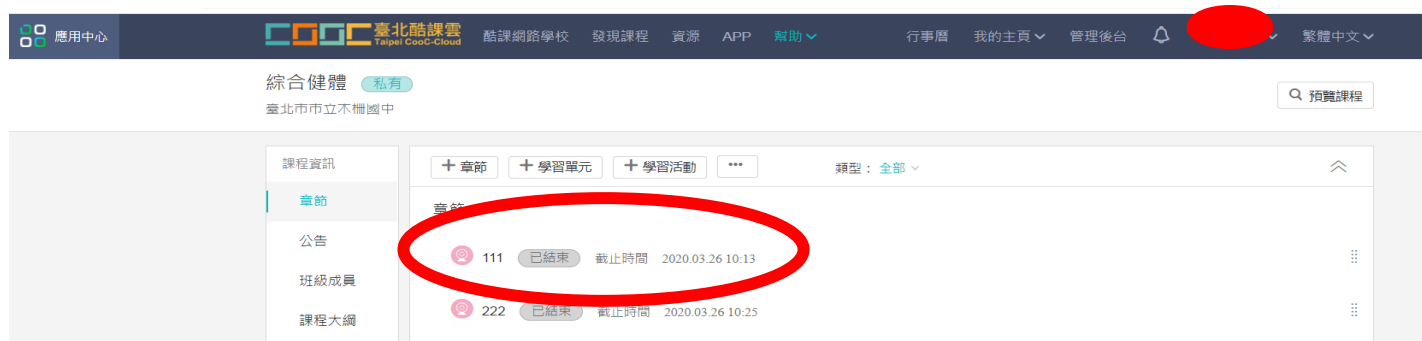 應用中心 COOC 臺北酷課雲 酷課網路學校 發現課程 資源 APP 幫助 行事曆 我的主頁 管理後台 繁體中文
Taipei CooC-Cloud
綜合健體 私有
臺北市市立木柵國中
預覽課程
課程資訊
章節
公告
班級成員
課程大綱
+ 章節 + 學習單元 + 學習活動 ••• 類型： 全部
章節
111 已結束 截止時間 2020.03.26 10:13
222 已結束 截止時間 2020.03.26 10:25